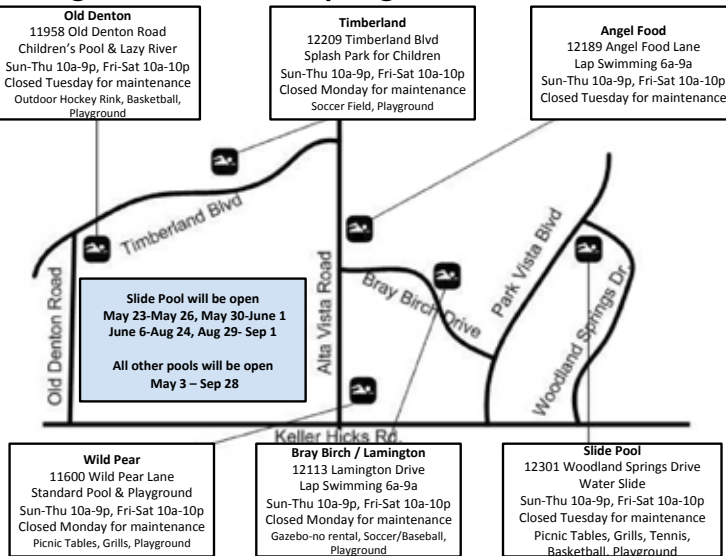 Old Denton
11958 Old Denton Road
Children's Pool & Lazy River
Sun-Thu 10a-9p, Fri-Sat 10a-10p
Closed Tuesday for maintenance
Outdoor Hockey Rink, Basketball,
Playground
Timberland
12209 Timberland Blvd
Splash Park for Children
Sun-Thu 10a-9p, Fri-Sat 10a-10p
Closed Monday for maintenance
Soccer Field, Playground
Angel Food
12189 Angel Food Lane
Lap Swimming 6a-9a
Sun-Thu 10a-9p, Fri-Sat 10a-10p
Closed Tuesday for maintenance
Timberland Blvd
Old Denton Road
Alta Vista Road
Bray Birch Drive
Park Vista Blvd
Woodland Springs Dr.
Slide Pool will be open
May 23-May 26, May 30-June 1
June 6-Aug 24, Aug 29- Sep 1
All other pools will be open
May 3 – Sep 28
Keller Hicks Rd.
Wild Pear
11600 Wild Pear Lane
Standard Pool & Playground
Sun-Thu 10a-9p, Fri-Sat 10a-10p
Closed Monday for maintenance
Picnic Tables, Grills, Playground
Bray Birch / Lamington
12113 Lamington Drive
Lap Swimming 6a-9a
Sun-Thu 10a-9p, Fri-Sat 10a-10p
Closed Monday for maintenance
Gazebo-no rental, Soccer/Baseball,
Playground
Slide Pool
12301 Woodland Springs Drive
Water Slide
Sun-Thu 10a-9p, Fri-Sat 10a-10p
Closed Tuesday for maintenance
Picnic Tables, Grills, Tennis,
Basketball, Playground